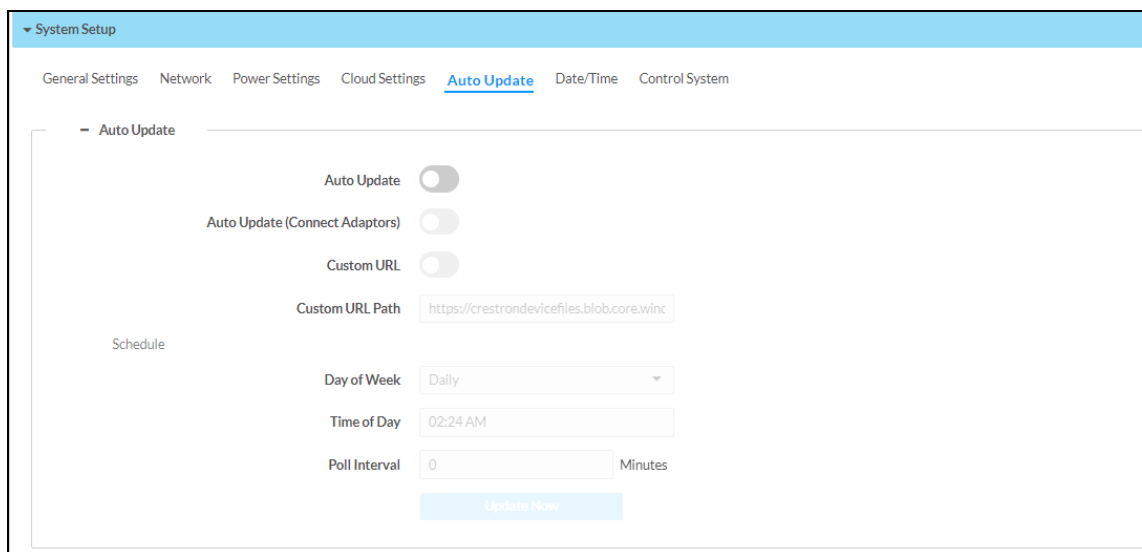 System Setup
General Settings Network Power Settings Cloud Settings Auto Update Date/Time Control System
Auto Update
Auto Update
Auto Update (Connect Adaptors)
Custom URL
Custom URL Path https://crestrondevicefiles.blob.core.winc
Schedule
Day of Week Daily
Time of Day 02:24 AM
Poll Interval 0 Minutes
Update Now